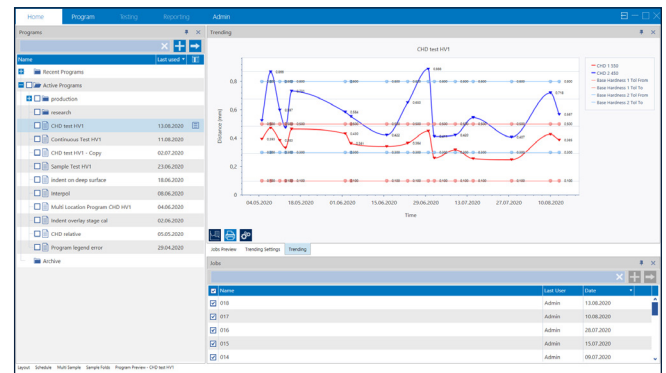 Home Program Testing Reporting Admin
Programs
Name Last used
Recent Programs
Active Programs
production
research
CHD test HV1 13.08.2020
Continuous Test HV1 11.08.2020
CHD test HV1 - Copy 02.07.2020
Sample Test HV1 23.06.2020
indent on deep surface 18.06.2020
Interpol 08.06.2020
Multi Location Program CHD HV1 04.06.2020
Indent overlay stage cal 02.06.2020
CHD relative 05.05.2020
Program legend error 29.04.2020
Archive
Trending
CHD test HV1
Distance [mm]
0,8
0,6
0,4
0,2
0
04.05.2020 18.05.2020 01.06.2020 15.06.2020 29.06.2020 13.07.2020 27.07.2020 10.08.2020
Time
CHD 1 550
CHD 2 450
Base Hardness 1 Tol From
Base Hardness 1 Tol To
Base Hardness 2 Tol From
Base Hardness 2 Tol To
Jobs Preview Trending Settings Trending
Jobs
Name Last User Date
018 Admin 13.08.2020
017 Admin 10.08.2020
016 Admin 28.07.2020
015 Admin 15.07.2020
014 Admin 09.07.2020
Layout Schedule Multi Sample Sample Folds Program Preview - CHD test HV1